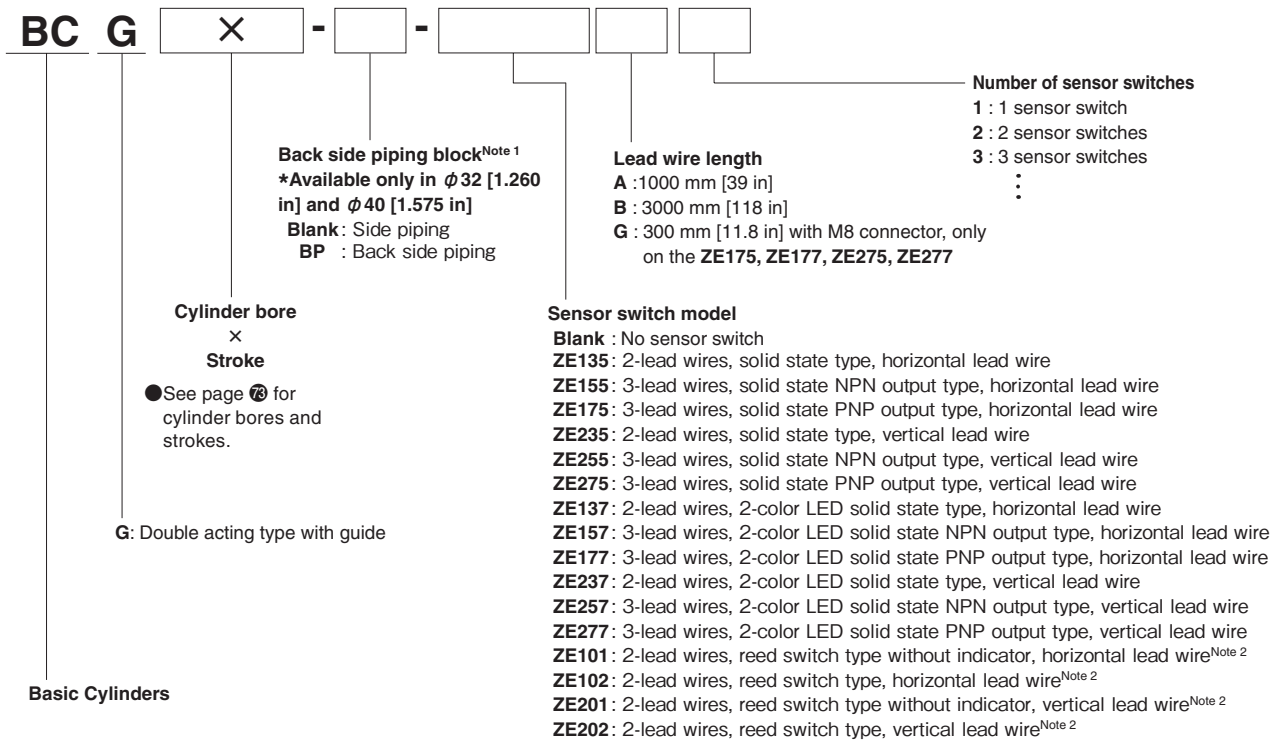 BC G × - -
Number of sensor switches
1 : 1 sensor switch
2 : 2 sensor switches
3 : 3 sensor switches
⋮
Back side piping block Note 1
*Available only in φ32 [1.260
in] and φ40 [1.575 in]
Blank : Side piping
BP : Back side piping
Lead wire length
A :1000 mm [39 in]
B : 3000 mm [118 in]
G : 300 mm [11.8 in] with M8 connector, only
on the ZE175, ZE177, ZE275, ZE277
Cylinder bore
×
Stroke
●See page 73 for
cylinder bores and
strokes.
Sensor switch model
Blank : No sensor switch
ZE135 : 2-lead wires, solid state type, horizontal lead wire
ZE155 : 3-lead wires, solid state NPN output type, horizontal lead wire
ZE175 : 3-lead wires, solid state PNP output type, horizontal lead wire
ZE235 : 2-lead wires, solid state type, vertical lead wire
ZE255 : 3-lead wires, solid state NPN output type, vertical lead wire
ZE275 : 3-lead wires, solid state PNP output type, vertical lead wire
ZE137 : 2-lead wires, 2-color LED solid state type, horizontal lead wire
ZE157 : 3-lead wires, 2-color LED solid state NPN output type, horizontal lead wire
ZE177 : 3-lead wires, 2-color LED solid state PNP output type, horizontal lead wire
ZE237 : 2-lead wires, 2-color LED solid state type, vertical lead wire
ZE257 : 3-lead wires, 2-color LED solid state NPN output type, vertical lead wire
ZE277 : 3-lead wires, 2-color LED solid state PNP output type, vertical lead wire
ZE101 : 2-lead wires, reed switch type without indicator, horizontal lead wire Note 2
ZE102 : 2-lead wires, reed switch type, horizontal lead wire Note 2
ZE201 : 2-lead wires, reed switch type without indicator, vertical lead wire Note 2
ZE202 : 2-lead wires, reed switch type, vertical lead wire Note 2
G: Double acting type with guide
Basic Cylinders